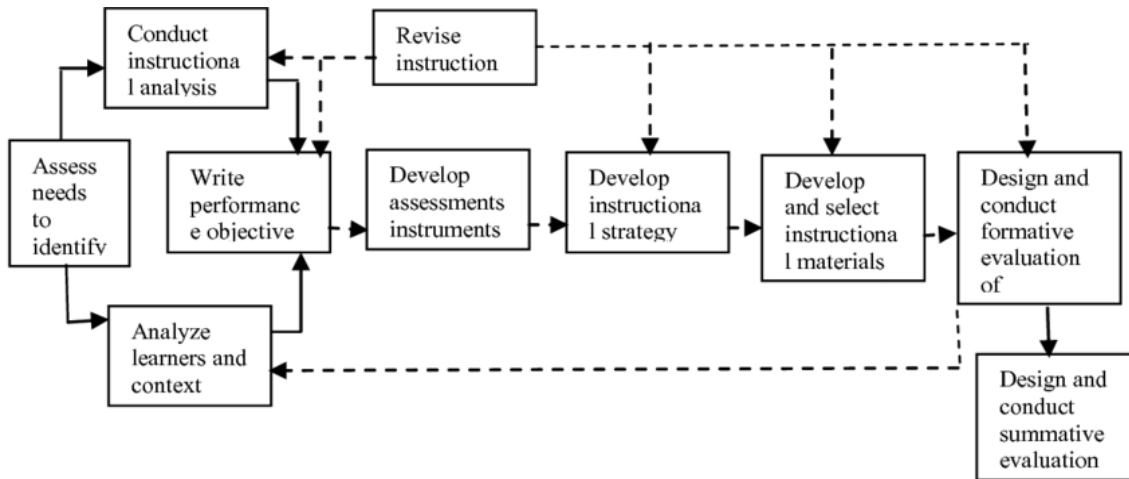 Conduct
instructiona
l analysis
Revise
instruction
Assess
needs
to
identify
Write
performanc
e objective
Develop
assessments
instruments
Develop
instructiona
l strategy
Develop
and select
instructiona
l materials
Design and
conduct
formative
evaluation
of
Analyze
learners and
context
Design and
conduct
summative
evaluation